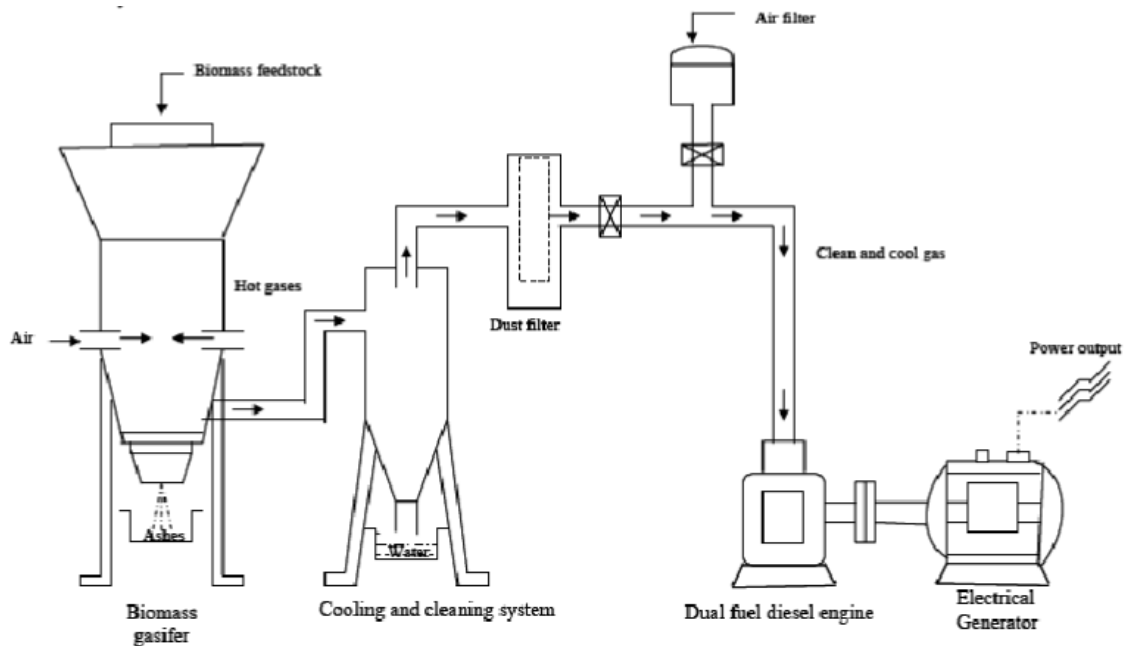 Air filter
Biomass feedstock
Clean and cool gas
Hot gases
Dust filter
Air
Power output
Ashes
Water
Biomass
gasifer
Cooling and cleaning system
Dual fuel diesel engine
Electrical
Generator